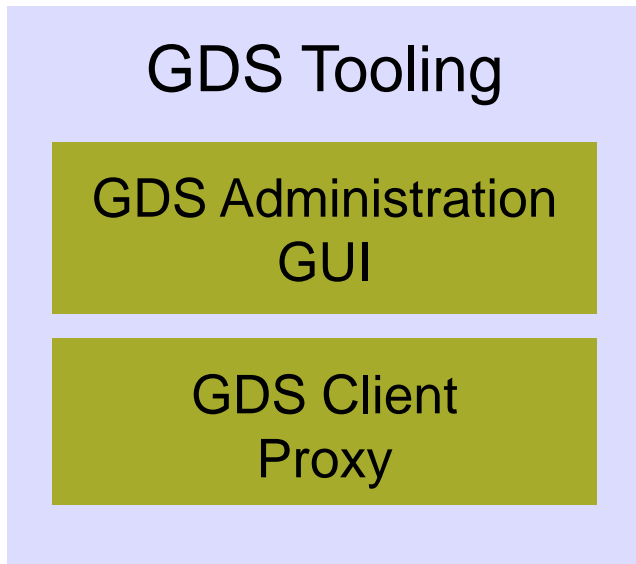 GDS Tooling
GDS Administration
GUI
GDS Client
Proxy